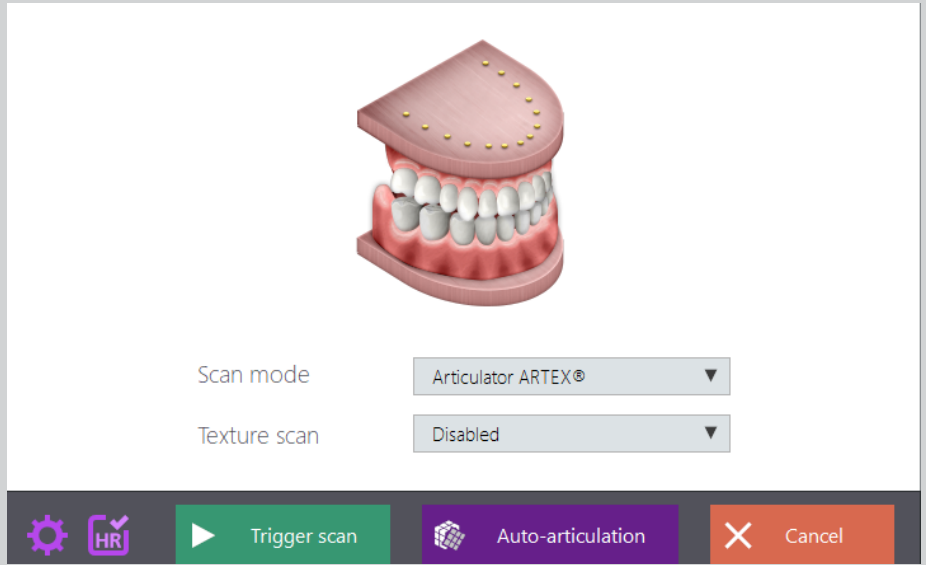 Scan mode
Articulator ARTEX®
Texture scan
Disabled
HR
Trigger scan
Auto-articulation
Cancel